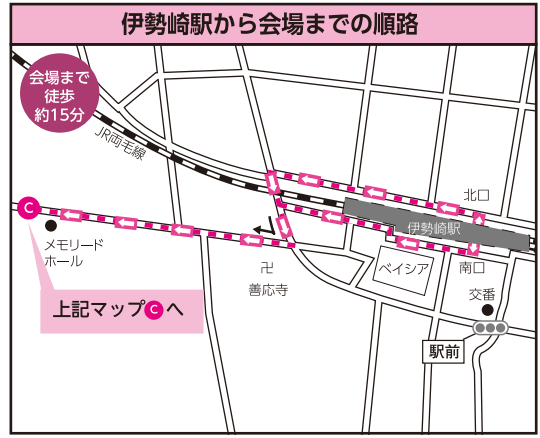 伊勢崎駅から会場までの順路
会場まで
徒歩
約15分
JR両毛線
北口
伊勢崎駅
C
メモリード
ホール
卍
善応寺
ベイシア
南口
交番
上記マップCへ
駅前